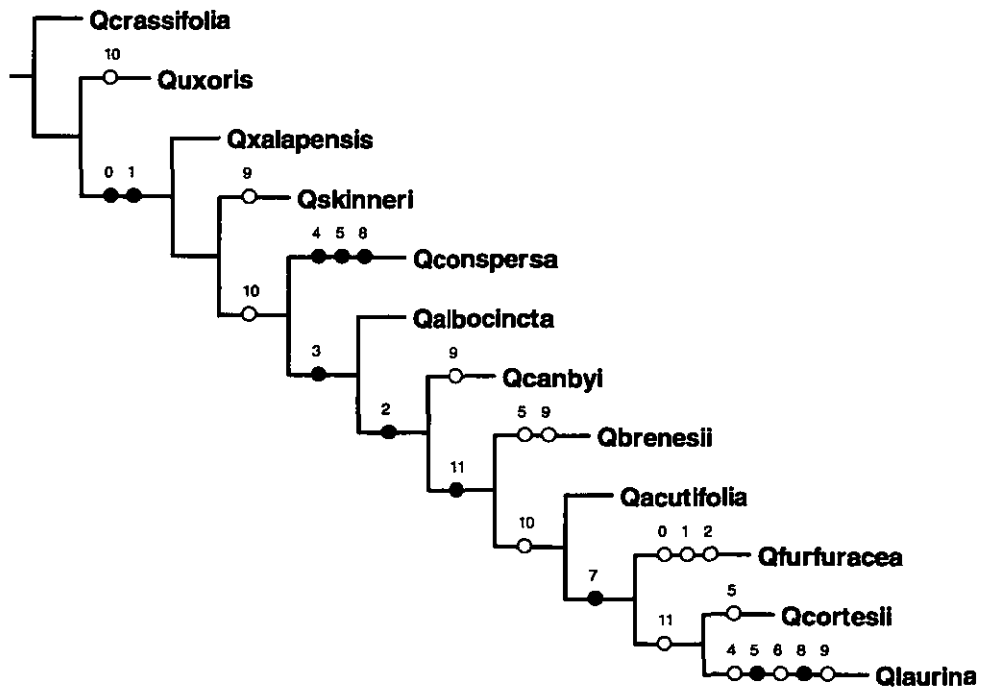 Qcrassifolia
10
Quxoris
Qxalapensis
0 1
9
Qskinneri
4 5 8
Qconspersa
10
Qalbocincta
3
9
Qcanbyi
2
5 9
Qbrenesii
11
Qacutifolia
10
0 1 2
Qfurfuracea
7
5
Qcortesii
11
4 5 6 8 9
Qlaurina